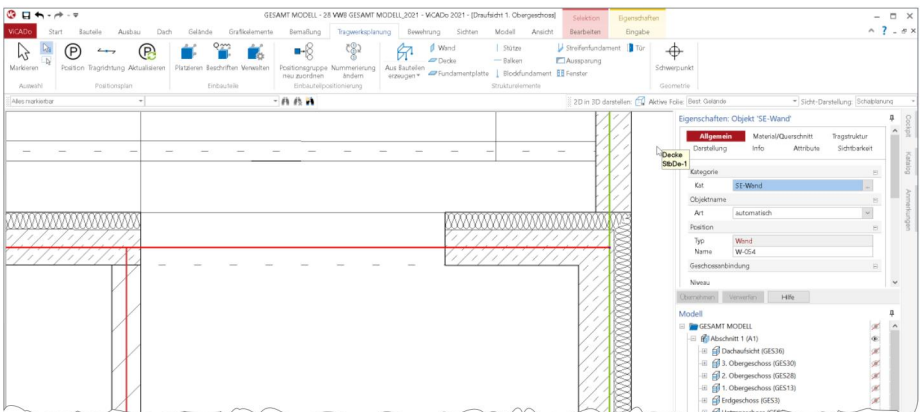 GESAMT MODELL - 28 VWB GESAMT MODELL_2021 - ViCADo 2021 - [Draufsicht 1. Obergeschoss]
Selektion Eigenschaften
ViCADo Start Bauteile Ausbau Dach Gelände Grafikelemente Bemaßung Tragwerksplanung Bewehrung Sichten Modell Ansicht Bearbeiten Eingabe
Markieren
Position Tragrichtung Aktualisieren
Platzieren Beschriften Verwalten
Positionsgruppe neu zuordnen
Nummerierung ändern
Aus Bauteilen erzeugen
Wand
Decke
Fundamentplatte
Stütze
Balken
Blockfundament
Streifenfundament
Tür
Aussparung
Fenster
Schwerpunkt
Auswahl Positionsplan Einbauteile Einbauteilpositionierung Strukturelemente Geometrie
Alles markierbar
2D in 3D darstellen: Aktive Folie: Best. Gelände Sicht-Darstellung: Schalplanung
Decke
StbDe-1
Eigenschaften: Objekt 'SE-Wand'
Allgemein Material/Querschnitt Tragstruktur
Darstellung Info Attribute Sichtbarkeit
Kategorie
Kat SE-Wand
Objektname
Art automatisch
Position
Typ Wand
Name W-054
Geschossanbindung
Niveau
Übernehmen Verwerfen Hilfe
Modell
GESAMT MODELL
Abschnitt 1 (A1)
Dachaufsicht (GES36)
3. Obergeschoss (GES30)
2. Obergeschoss (GES28)
1. Obergeschoss (GES13)
Erdgeschoss (GES3)
Cockpit
Katalog
Anmerkungen